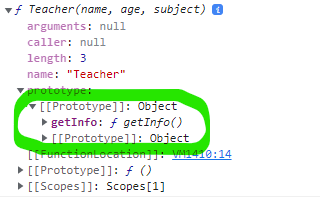 ƒ Teacher(name, age, subject) i
arguments: null
caller: null
length: 3
name: "Teacher"
prototype:
[[Prototype]]: Object
getInfo: ƒ getInfo()
[[Prototype]]: Object
[[FunctionLocation]]: VM1410:14
[[Prototype]]: ƒ ()
[[Scopes]]: Scopes[1]